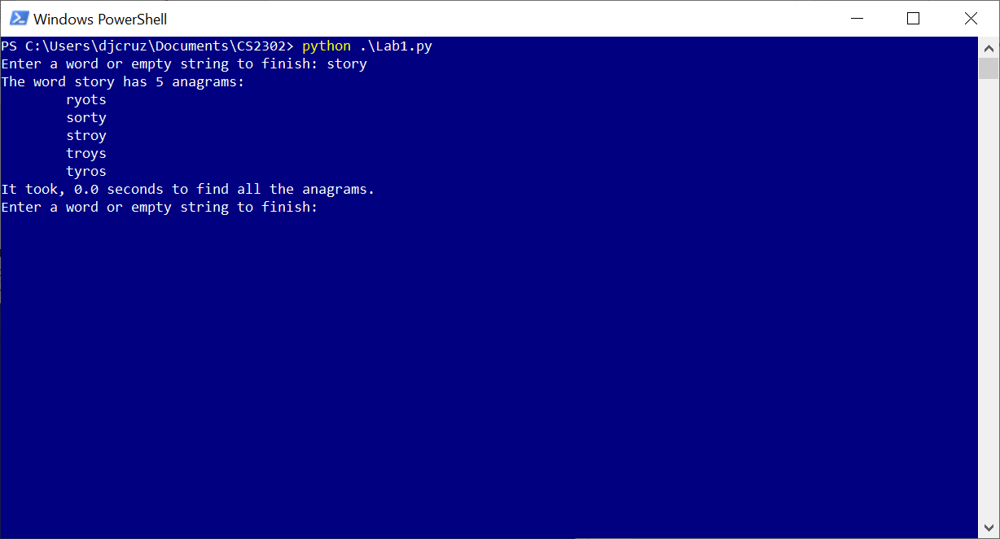 Windows PowerShell
PS C:\Users\djcruz\Documents\CS2302> python .\Lab1.py
Enter a word or empty string to finish: story
The word story has 5 anagrams:
ryots
sorty
stroy
troys
tyros
It took, 0.0 seconds to find all the anagrams.
Enter a word or empty string to finish: